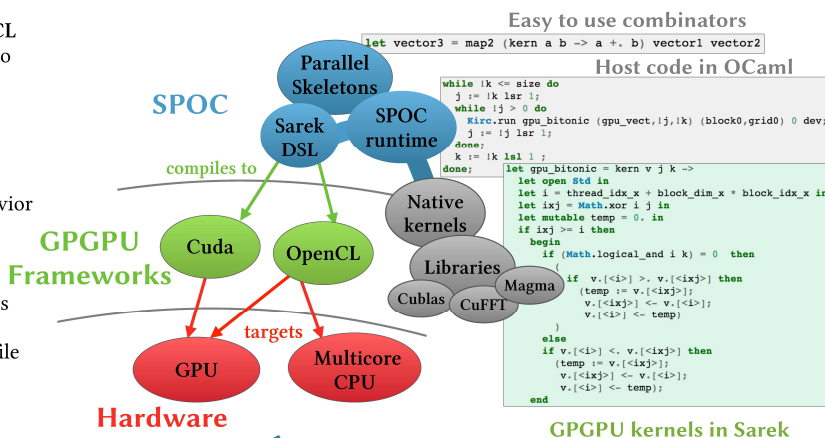 CL
o
vior
s
ile
Easy to use combinators
let vector3 = map2 (kern a b -> a +. b) vector1 vector2
Host code in OCaml
while !k <= size do
j := !k lsr 1;
while !j > 0 do
Kirc.run gpu_bitonic (gpu_vect,!j,!k) (block0,grid0) 0 dev;
j := !j lsr 1;
done;
k := !k lsl 1 ;
done;
let gpu_bitonic = kern v j k ->
let open Std in
let i = thread_idx_x + block_dim_x * block_idx_x in
let ixj = Math.xor i j in
let mutable temp = 0. in
if ixj >= i then
begin
if (Math.logical_and i k) = 0 then
(
if v.[<i>] >. v.[<ixj>] then
(temp := v.[<ixj>];
v.[<ixj>] <- v.[<i>];
v.[<i>] <- temp)
)
else
if v.[<i>] <. v.[<ixj>] then
(temp := v.[<ixj>];
v.[<ixj>] <- v.[<i>];
v.[<i>] <- temp);
end
GPGPU kernels in Sarek
SPOC
Parallel
Skeletons
Sarek
DSL
SPOC
runtime
compiles to
Native
kernels
GPGPU
Frameworks
Cuda
OpenCL
Libraries
Cublas
CuFFT
Magma
targets
GPU
Multicore
CPU
Hardware